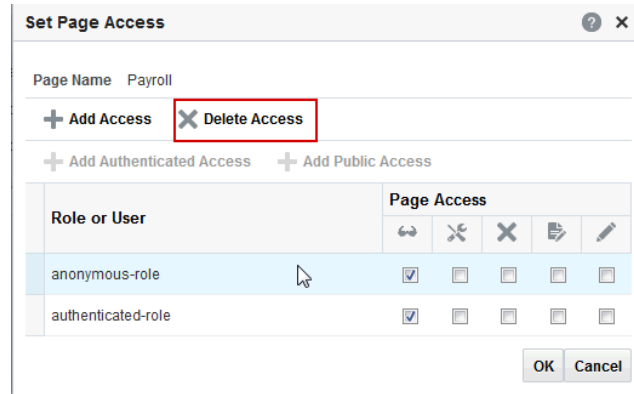 Set Page Access
Page Name Payroll
Add Access Delete Access
Add Authenticated Access Add Public Access
Role or User
Page Access
anonymous-role
authenticated-role
OK Cancel